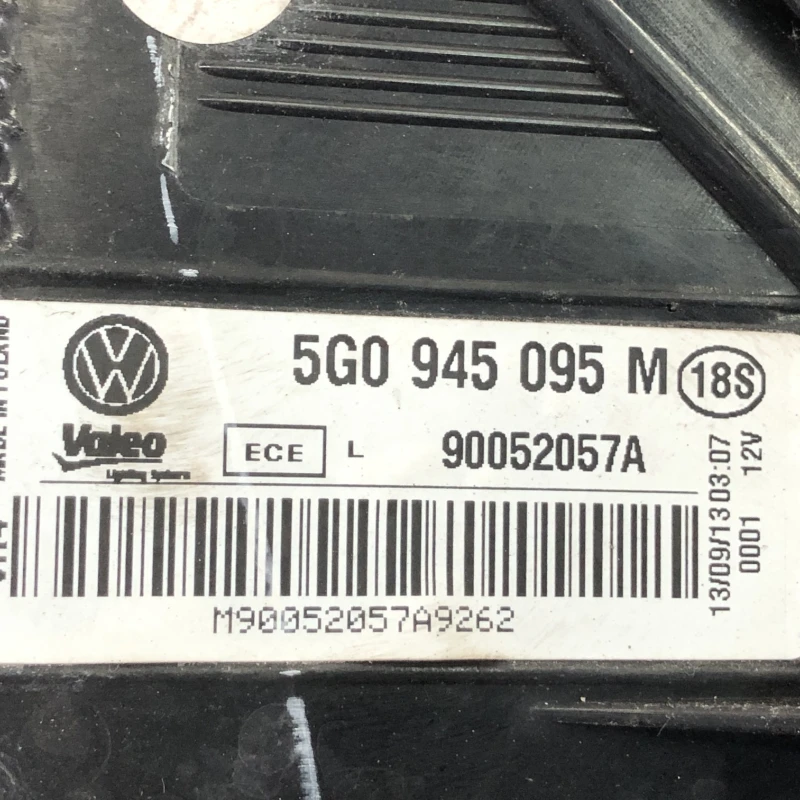 MADE IN POLAND
5G0 945 095 M 18S
Valeo ECE L 90052057A
Lighting Systems
13/09/13 03:07
0001 12V
M90052057A9262